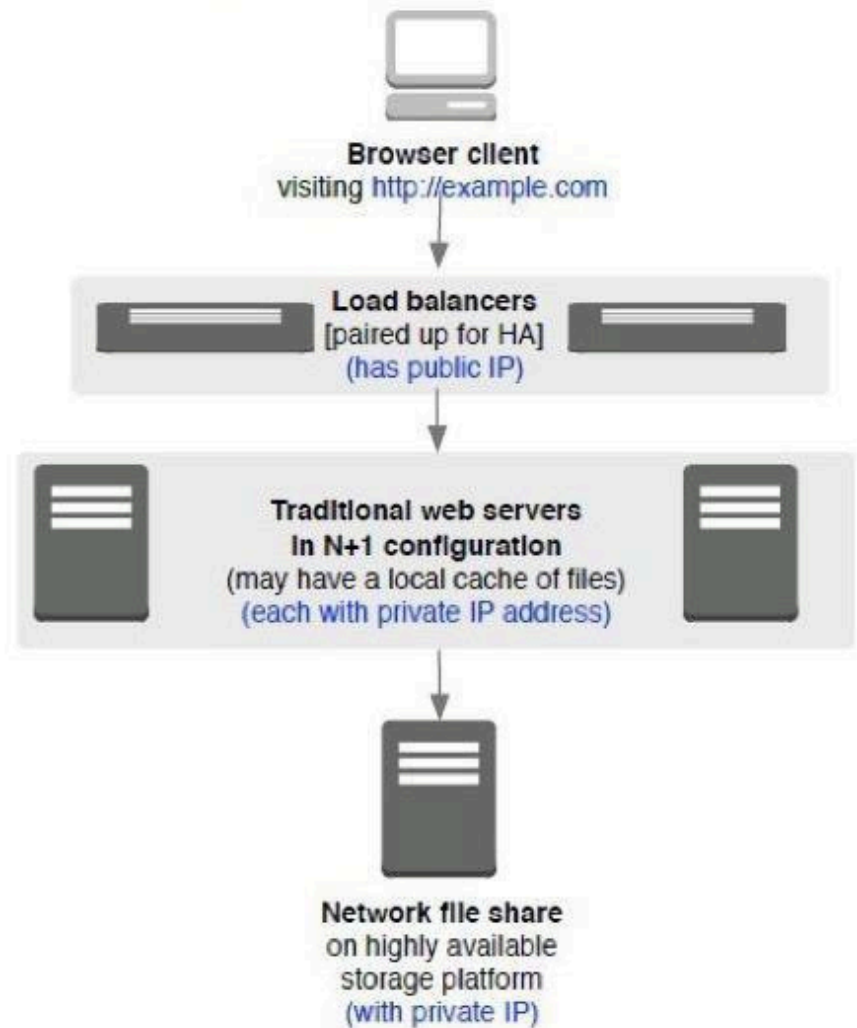 Browser client
visiting http://example.com
Load balancers
[paired up for HA]
(has public IP)
Traditional web servers
in N+1 configuration
(may have a local cache of files)
(each with private IP address)
Network file share
on highly available
storage platform
(with private IP)